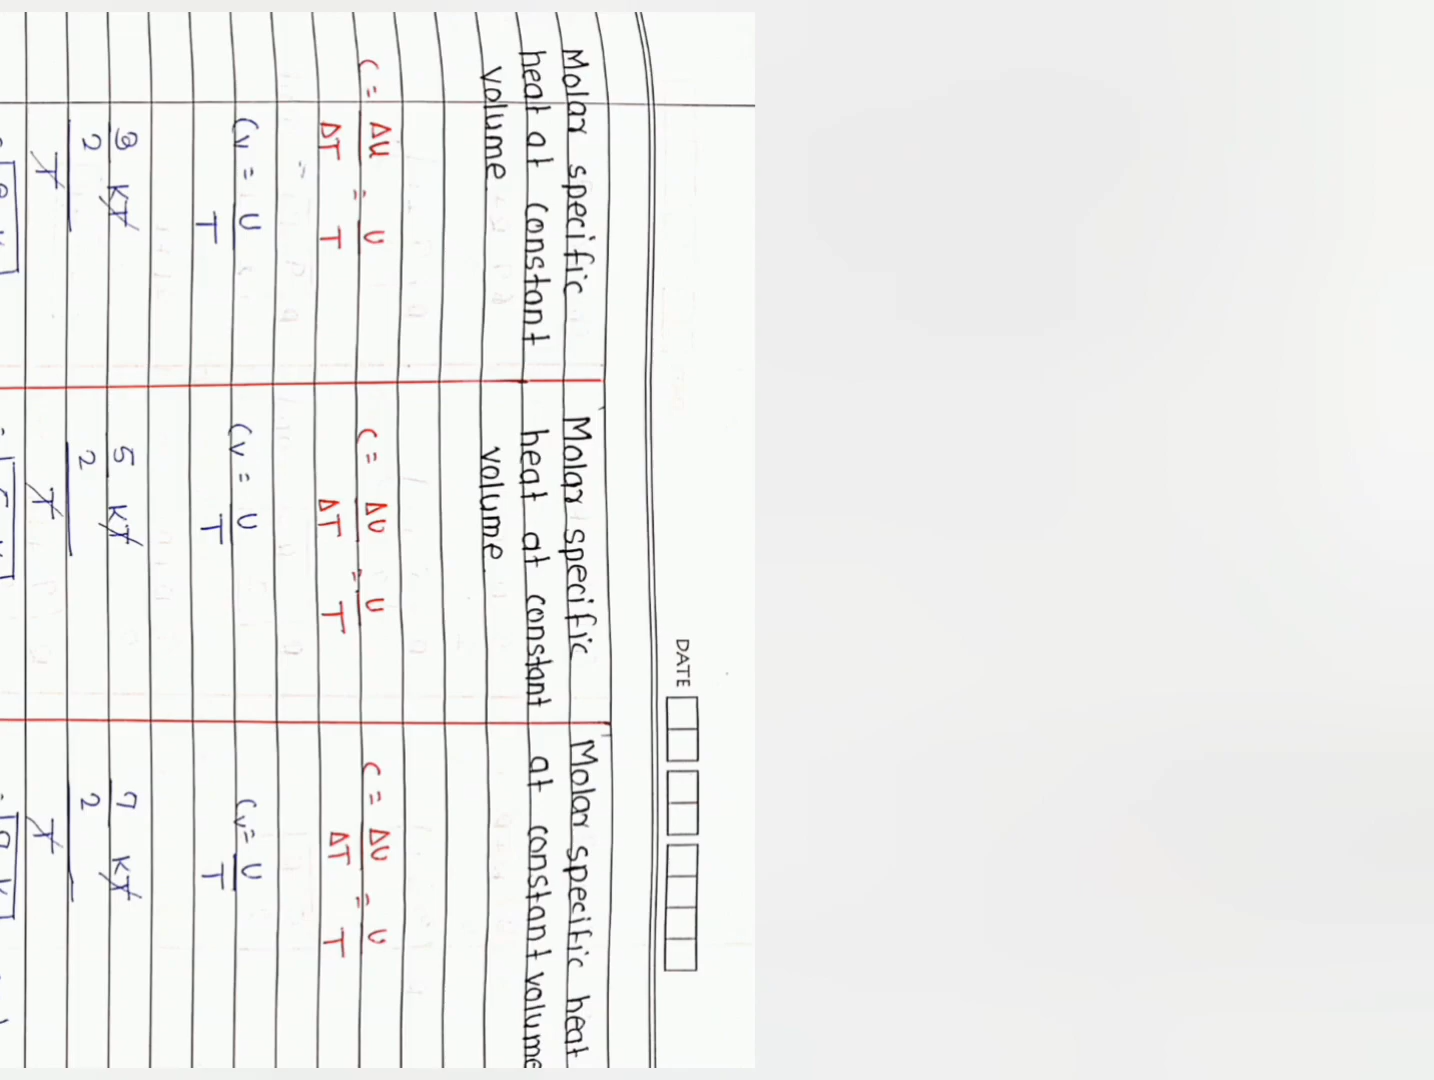 DATE
Molar specific
heat at constant
volume.
C = ΔU/ΔT = U/T
Cv = U/T
3/2 KT
T
Molar specific
heat at constant
volume.
C = ΔU/ΔT = U/T
Cv = U/T
5/2 KT
T
Molar specific heat
at constant volume
C = ΔU/ΔT = U/T
Cv = U/T
7/2 KT
T